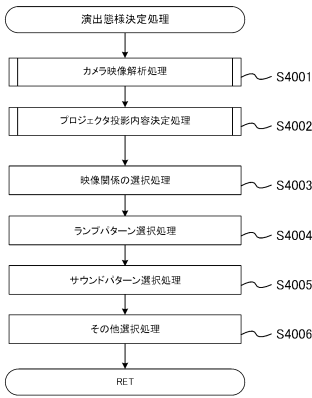 演出態様決定処理
カメラ映像解析処理
S4001
プロジェクタ投影内容決定処理
S4002
映像関係の選択処理
S4003
ランプパターン選択処理
S4004
サウンドパターン選択処理
S4005
その他選択処理
S4006
RET